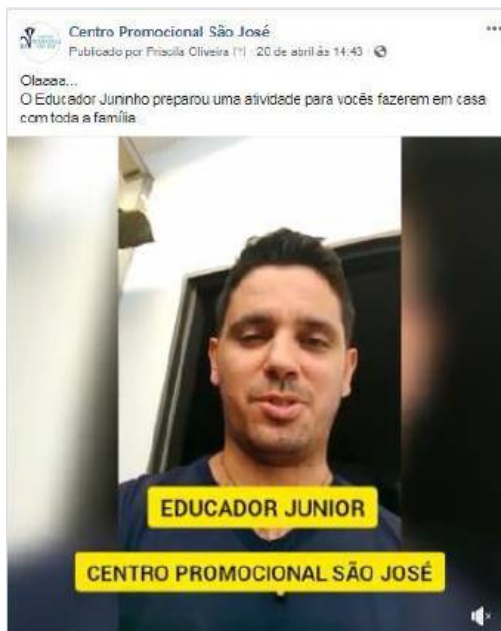 Centro Promocional São José
Publicado por Priscila Oliveira [?] · 20 de abril às 14:43 ·
Olaaaa...
O Educador Juninho preparou uma atividade para vocês fazerem em casa
com toda a família
EDUCADOR JUNIOR
CENTRO PROMOCIONAL SÃO JOSÉ